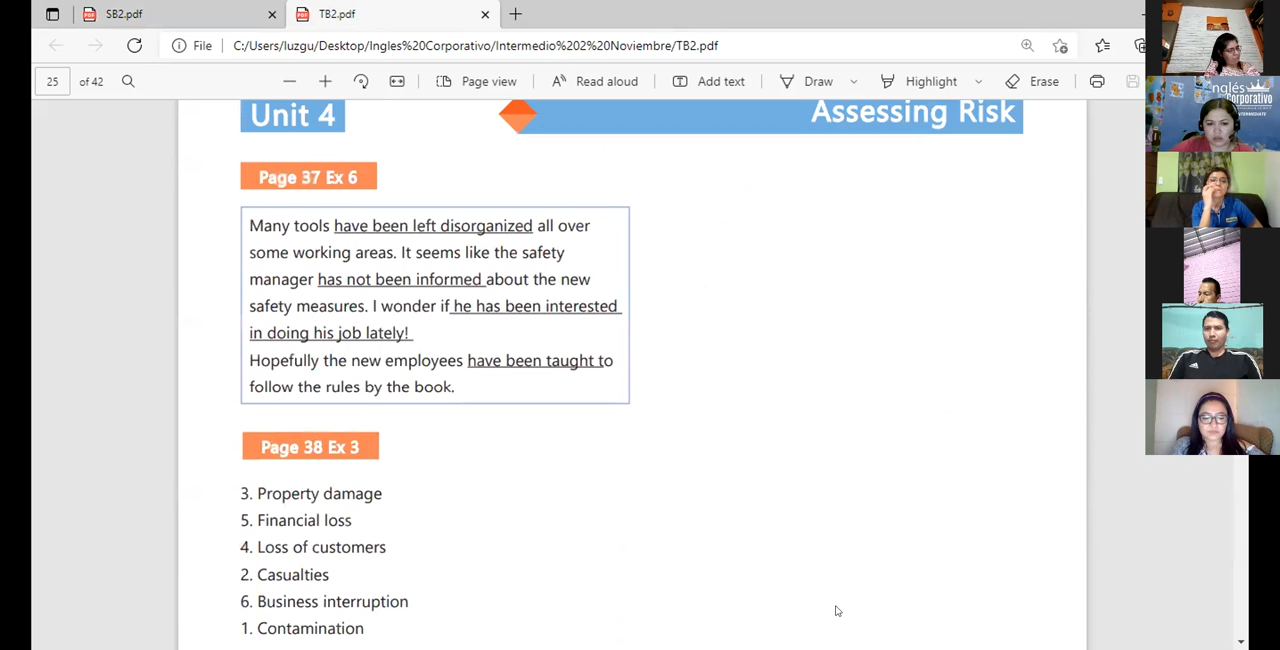 SB2.pdf
TB2.pdf
File C:/Users/luzgu/Desktop/Ingles%20Corporativo/Intermedio%202%20Noviembre/TB2.pdf
25 of 42 Page view Read aloud Add text Draw Highlight Erase
Unit 4 Assessing Risk
Page 37 Ex 6
Many tools have been left disorganized all over
some working areas. It seems like the safety
manager has not been informed about the new
safety measures. I wonder if he has been interested
in doing his job lately!
Hopefully the new employees have been taught to
follow the rules by the book.
Page 38 Ex 3
3. Property damage
5. Financial loss
4. Loss of customers
2. Casualties
6. Business interruption
1. Contamination
nglés
Corporativo